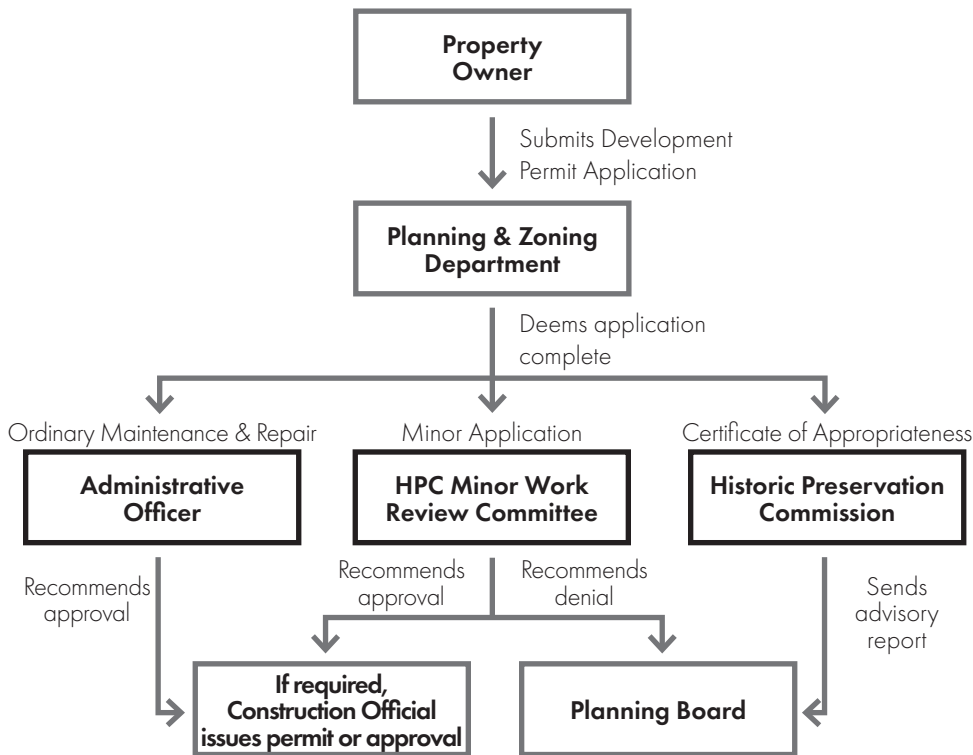 Property
Owner
Submits Development
Permit Application
Planning & Zoning
Department
Deems application
complete
Ordinary Maintenance & Repair
Administrative
Officer
Minor Application
HPC Minor Work
Review Committee
Certificate of Appropriateness
Historic Preservation
Commission
Recommends
approval
Recommends
approval
Recommends
denial
Sends
advisory
report
If required,
Construction Official
issues permit or approval
Planning Board